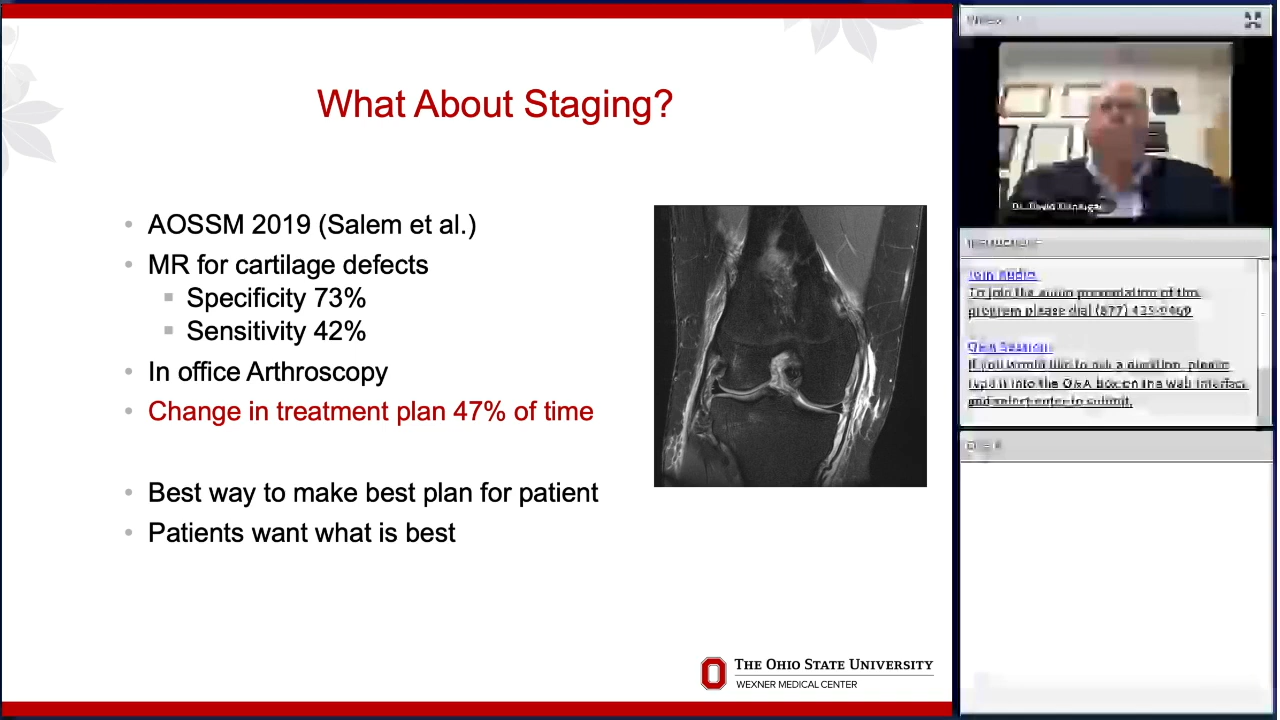 What About Staging?
AOSSM 2019 (Salem et al.)
MR for cartilage defects
Specificity 73%
Sensitivity 42%
In office Arthroscopy
Change in treatment plan 47% of time
Best way to make best plan for patient
Patients want what is best
THE OHIO STATE UNIVERSITY
WEXNER MEDICAL CENTER
Join Audio
To join the audio presentation of this
program please dial (877)
Q&A Session
If you would like to ask a question, please
type it into the Q&A box on the web interface
and select enter to submit.